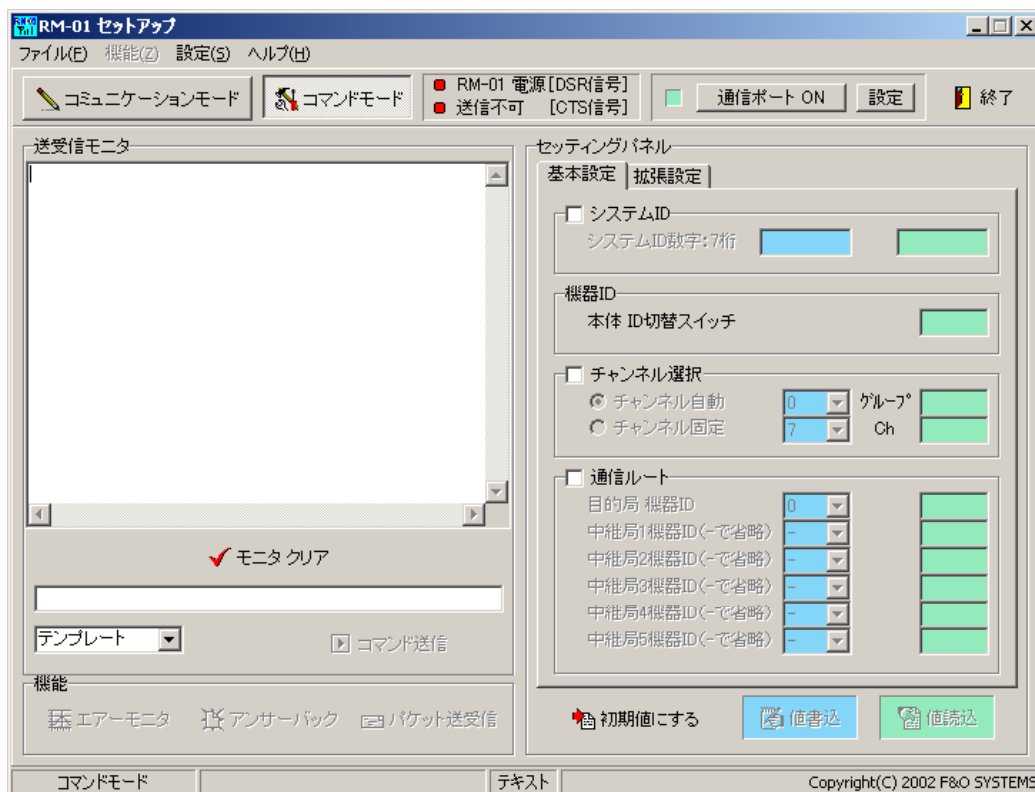 RM-01 セットアップ
ファイル(F) 機能(Z) 設定(S) ヘルプ(H)
コミュニケーションモード コマンドモード
RM-01 電源[DSR信号]
送信不可 [CTS信号]
通信ポート ON 設定 終了
送受信モニタ
モニタ クリア
テンプレート コマンド送信
機能
エアーモニタ アンサーバック パケット送受信
セッティングパネル
基本設定 拡張設定
システムID
システムID数字:7桁
機器ID
本体 ID切替スイッチ
チャンネル選択
チャンネル自動 0 グループ
チャンネル固定 7 Ch
通信ルート
目的局 機器ID 0
中継局1機器ID(-で省略) -
中継局2機器ID(-で省略) -
中継局3機器ID(-で省略) -
中継局4機器ID(-で省略) -
中継局5機器ID(-で省略) -
初期値にする 値書込 値読込
コマンドモード テキスト Copyright(C) 2002 F&O SYSTEMS